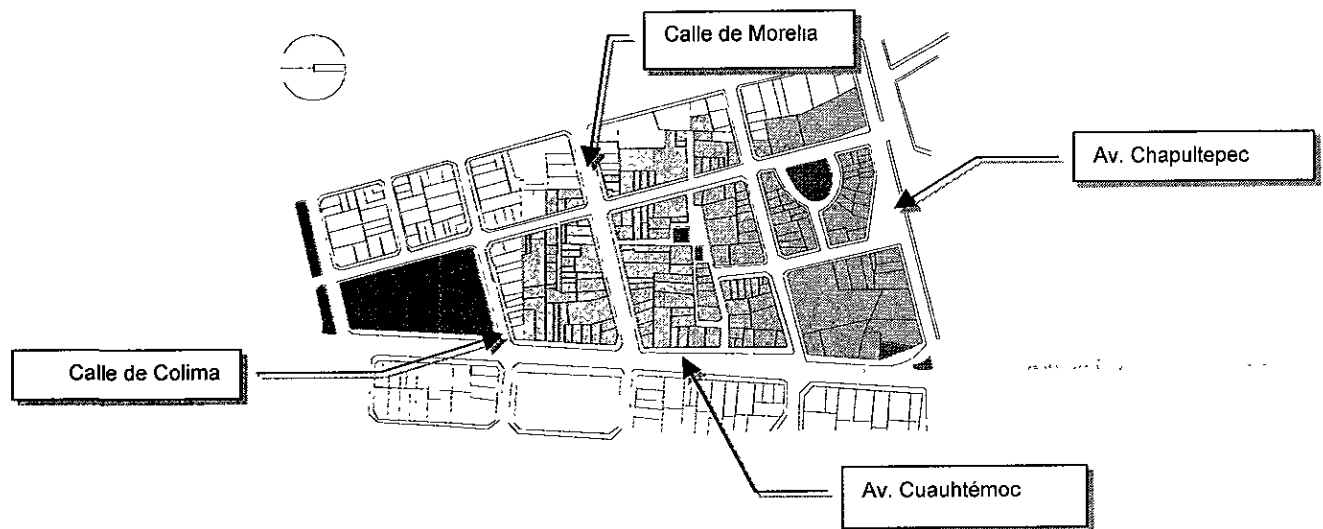 Calle de Morelia
Av. Chapultepec
Calle de Colima
Av. Cuauhtémoc